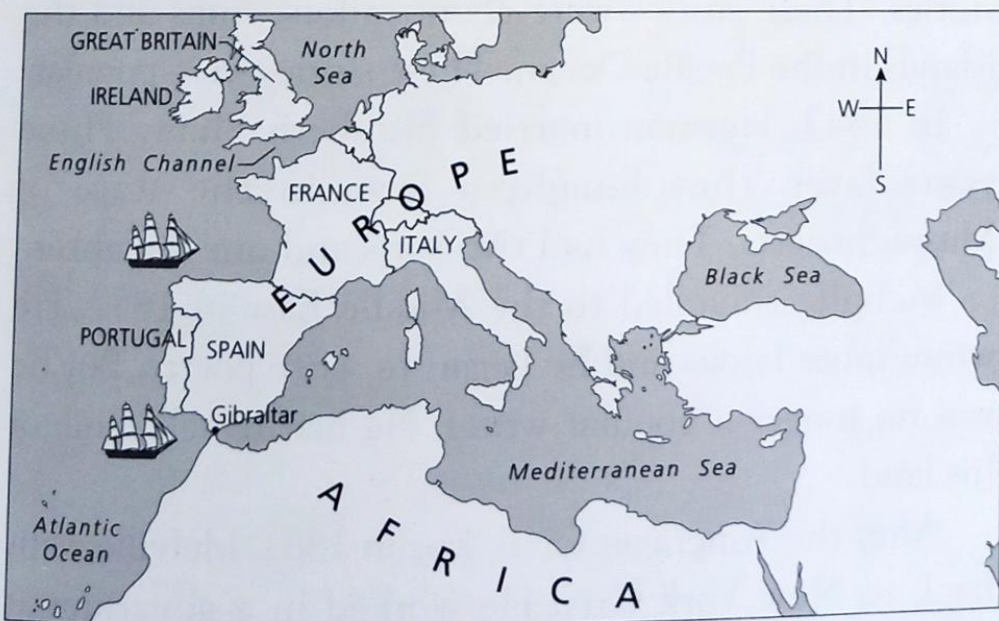 GREAT BRITAIN
North
Sea
IRELAND
English Channel
FRANCE
EUROPE
ITALY
Black Sea
PORTUGAL
SPAIN
Gibraltar
Mediterranean Sea
AFRICA
Atlantic
Ocean
N
W
E
S